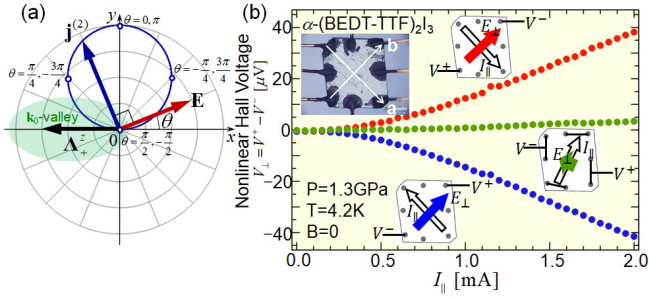 (a)
y
θ=0,π
j(2)
θ=
π/4, -3π/4
θ=-π/4, 3π/4
E
k0-valley
θ
Λ+z
0
x
θ=π/2, -π/2
(b)
Nonlinear Hall Voltage
V⊥=V+−V− [μV]
40
20
0
-20
-40
α-(BEDT-TTF)2I3
b
a
V−
E⊥
V+
I∥
V−
E⊥
I∥
V+
V+
E⊥
I∥
V−
P=1.3GPa
T=4.2K
B=0
0.0
0.5
1.0
1.5
2.0
I∥ [mA]